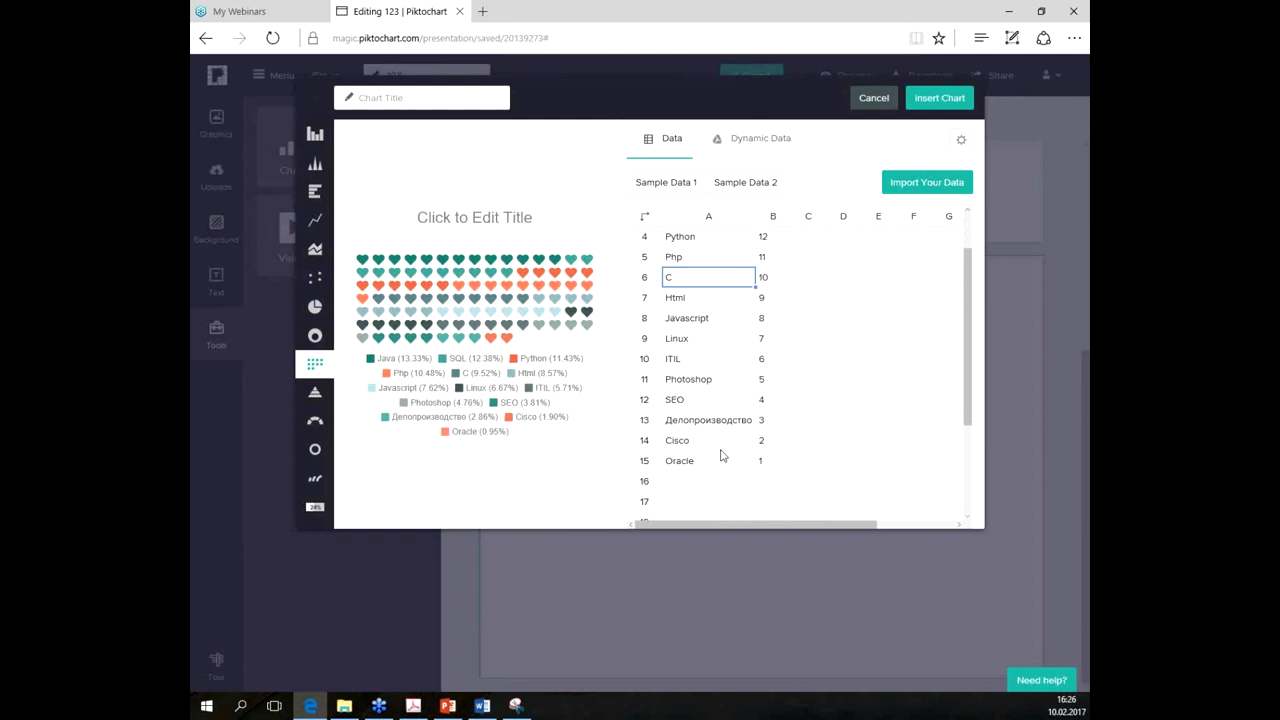 My Webinars
Editing 123 | Piktochart
magic.piktochart.com/presentation/saved/20139273#
Menu
Share
Chart Title
Cancel
Insert Chart
Graphics
Uploads
Background
Text
Tools
Tour
Data
Dynamic Data
Sample Data 1
Sample Data 2
Import Your Data
Click to Edit Title
Java (13.33%) SQL (12.38%) Python (11.43%)
Php (10.48%) C (9.52%) Html (8.57%)
Javascript (7.62%) Linux (6.67%) ITIL (5.71%)
Photoshop (4.76%) SEO (3.81%)
Делопроизводство (2.86%) Cisco (1.90%)
Oracle (0.95%)
A B C D E F G
4 Python 12
5 Php 11
6 C 10
7 Html 9
8 Javascript 8
9 Linux 7
10 ITIL 6
11 Photoshop 5
12 SEO 4
13 Делопроизводство 3
14 Cisco 2
15 Oracle 1
16
17
24%
Need help?
16:26
10.02.2017